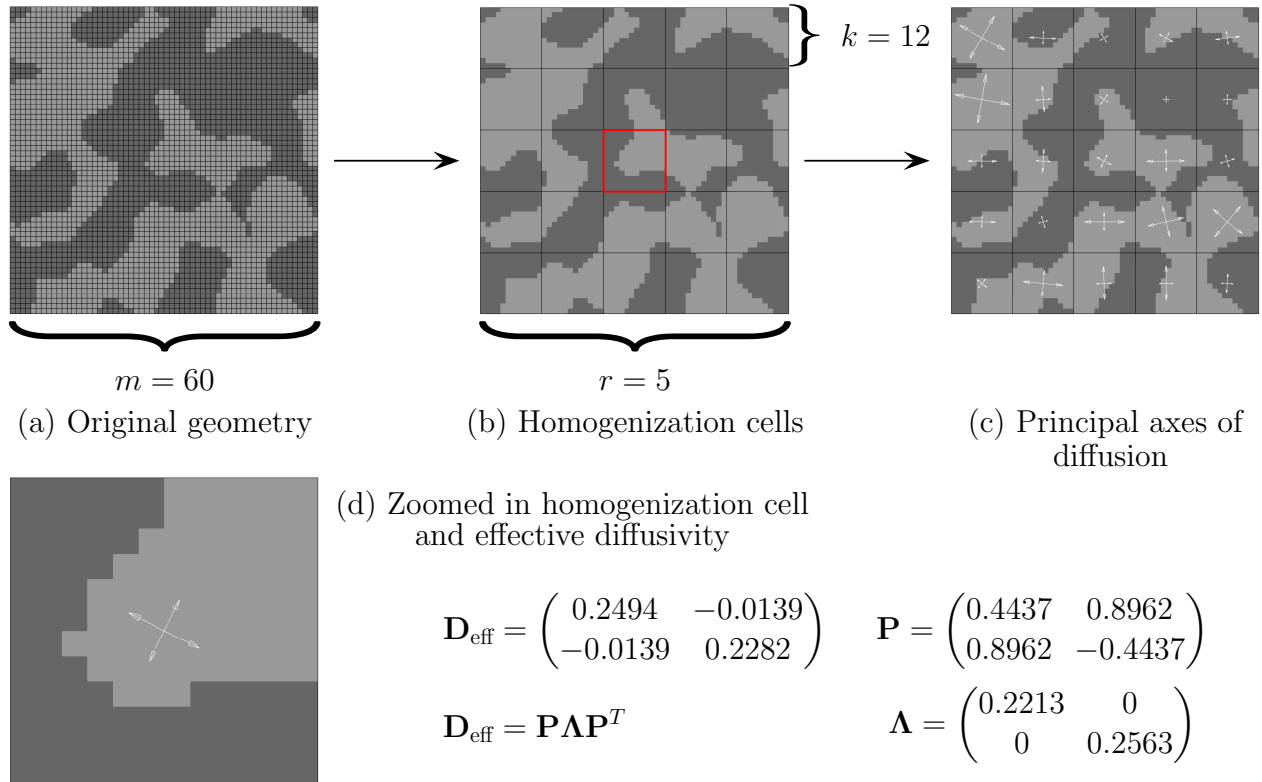 k = 12
m = 60
r = 5
(a) Original geometry
(b) Homogenization cells
(c) Principal axes of
diffusion
(d) Zoomed in homogenization cell
and effective diffusivity
D_eff = ( 0.2494 −0.0139
−0.0139 0.2282 )
P = ( 0.4437 0.8962
0.8962 −0.4437 )
D_eff = PΛP^T
Λ = ( 0.2213 0
0 0.2563 )